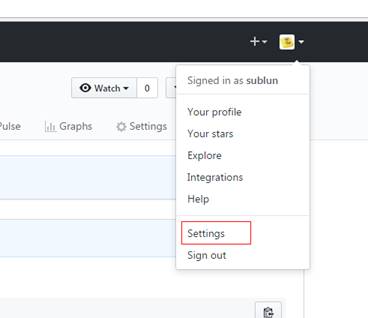 Watch 0
Signed in as sublun
Pulse Graphs Settings
Your profile
Your stars
Explore
Integrations
Help
Settings
Sign out